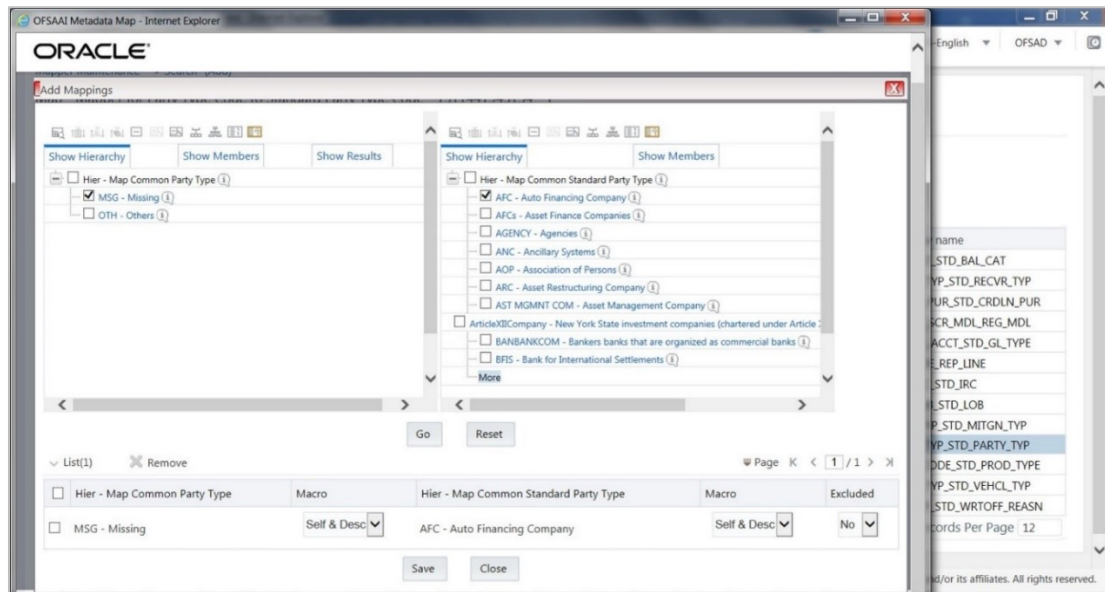 OFSAAI Metadata Map - Internet Explorer
ORACLE
-English OFSAD
Add Mappings
Show Hierarchy Show Members Show Results
Hier - Map Common Party Type
MSG - Missing
OTH - Others
Show Hierarchy Show Members
Hier - Map Common Standard Party Type
AFC - Auto Financing Company
AFCs - Asset Finance Companies
AGENCY - Agencies
ANC - Ancillary Systems
AOP - Association of Persons
ARC - Asset Restructuring Company
AST MGMNT COM - Asset Management Company
ArticleXIICompany - New York State investment companies (chartered under Article
BANBANKCOM - Bankers banks that are organized as commercial banks
BFIS - Bank for International Settlements
More
Go Reset
List(1) Remove Page 1 / 1
Hier - Map Common Party Type Macro Hier - Map Common Standard Party Type Macro Excluded
MSG - Missing Self & Desc AFC - Auto Financing Company Self & Desc No
Save Close
name
_STD_BAL_CAT
YP_STD_RECVR_TYP
PUR_STD_CRDLN_PUR
SCR_MDL_REG_MDL
ACCT_STD_GL_TYPE
E_REP_LINE
_STD_IRC
_STD_LOB
P_STD_MITGN_TYP
YP_STD_PARTY_TYP
ODE_STD_PROD_TYPE
YP_STD_VEHCL_TYP
_STD_WRTOFF_REASN
cords Per Page 12
nd/or its affiliates. All rights reserved.